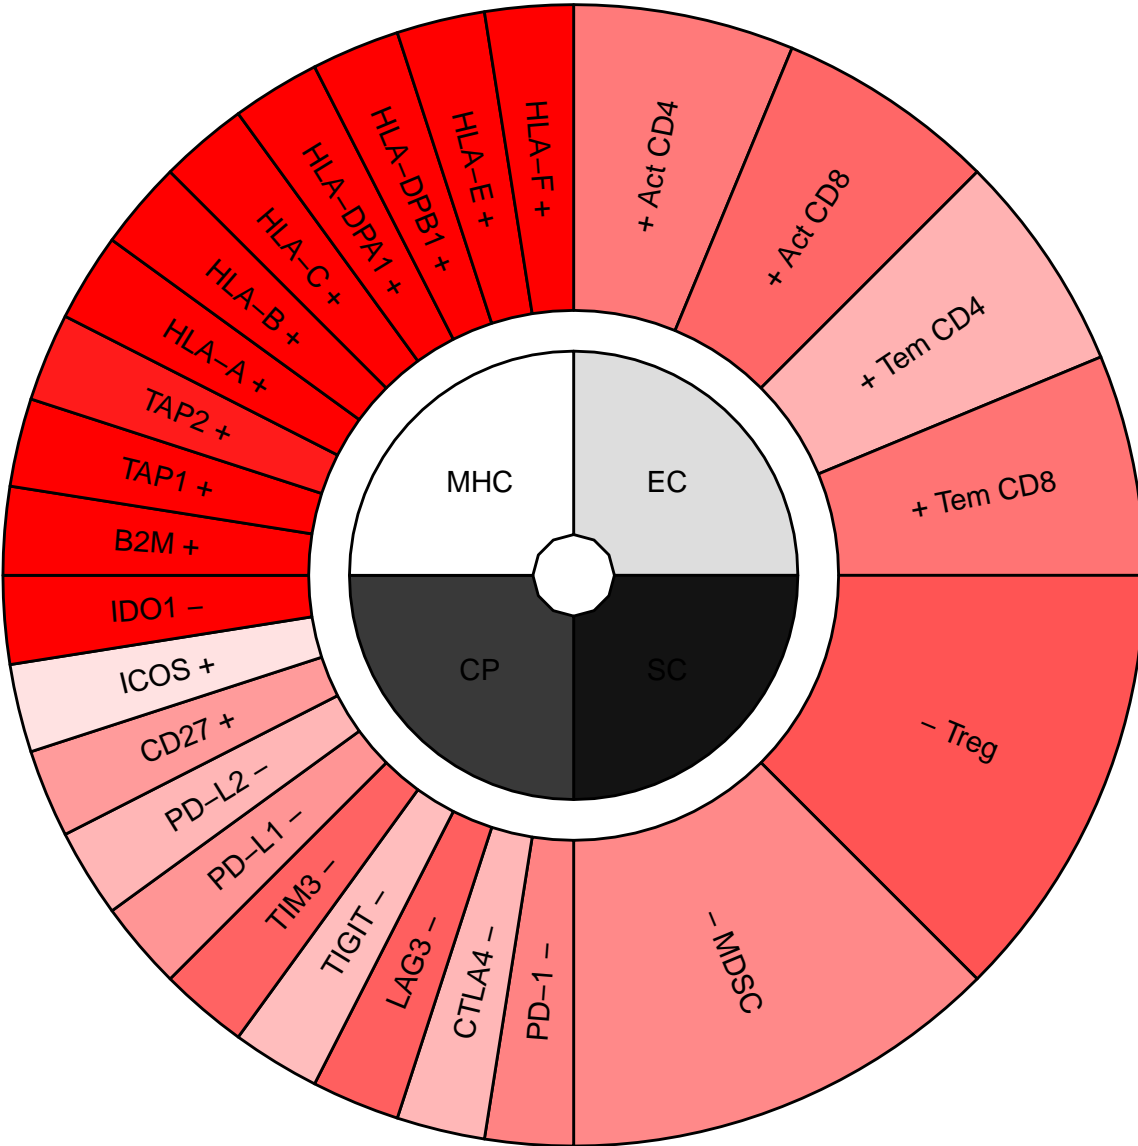 HLA–F +
HLA–E +
HLA–DPB1 +
HLA–DPA1 +
HLA–C +
HLA–B +
HLA–A +
TAP2 +
TAP1 +
B2M +
+ Act CD4
+ Act CD8
+ Tem CD4
+ Tem CD8
MHC
EC
CP
SC
IDO1 –
ICOS +
CD27 +
PD–L2 –
PD–L1 –
TIM3 –
TIGIT –
LAG3 –
CTLA4 –
PD–1 –
– MDSC
– Treg